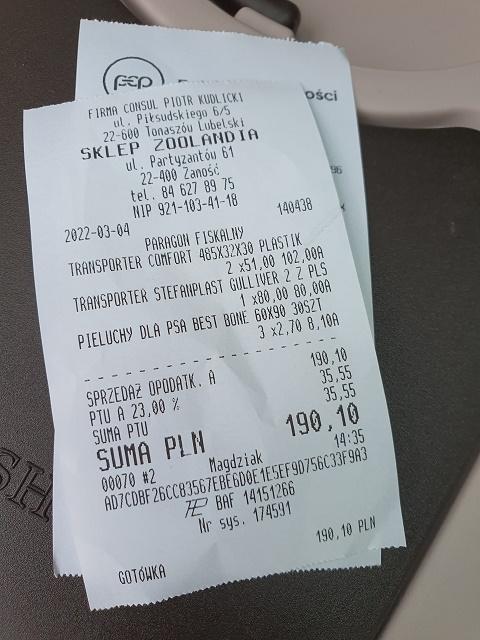 FIRMA CONSUL PIOTR KUDLICKI
ul. Piłsudskiego 6/5
22-600 Tomaszów Lubelski
SKLEP ZOOLANDIA
ul. Partyzantów 61
22-400 Zamość
tel. 84 627 89 75
NIP 921-103-41-18
2022-03-04 140438
PARAGON FISKALNY
TRANSPORTER COMFORT 485X32X30 PLASTIK
2 x51,00 102,00A
TRANSPORTER STEFANPLAST GULLIVER 2 Z PLS
1 x80,00 80,00A
PIELUCHY DLA PSA BEST BONE 60X90 30SZT
3 x2,70 8,10A
SPRZEDAŻ OPODATK. A 190,10
PTU A 23,00 % 35,55
SUMA PTU 35,55
SUMA PLN 190,10
00070 #2 Magdziak 14:35
AD7CDBF26CC83567EBE6D0E1E5EF9D756C33F9A3
BAF 14151266
Nr sys. 174591
GOTÓWKA 190,10 PLN
pep
ości
96
SH